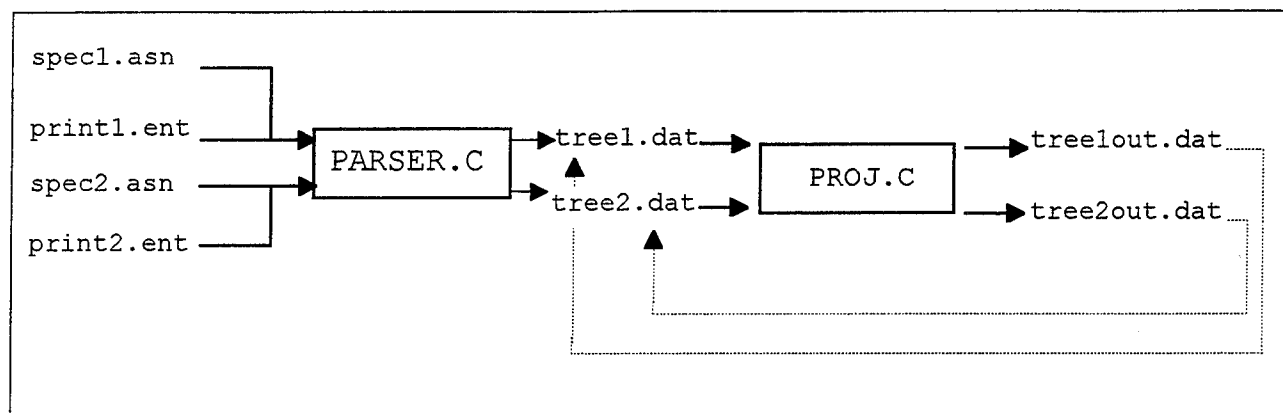 spec1.asn
print1.ent
spec2.asn
print2.ent
PARSER.C
tree1.dat
tree2.dat
PROJ.C
tree1out.dat
tree2out.dat